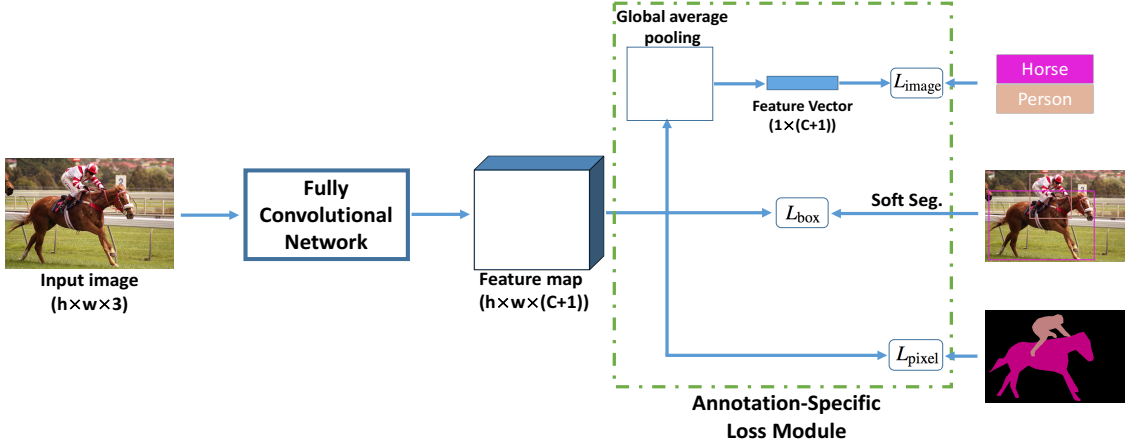 Global average
pooling
Feature Vector
(1×(C+1))
L_image
Horse
Person
Input image
(h×w×3)
Fully
Convolutional
Network
Feature map
(h×w×(C+1))
L_box
Soft Seg.
2
L_pixel
Annotation-Specific
Loss Module